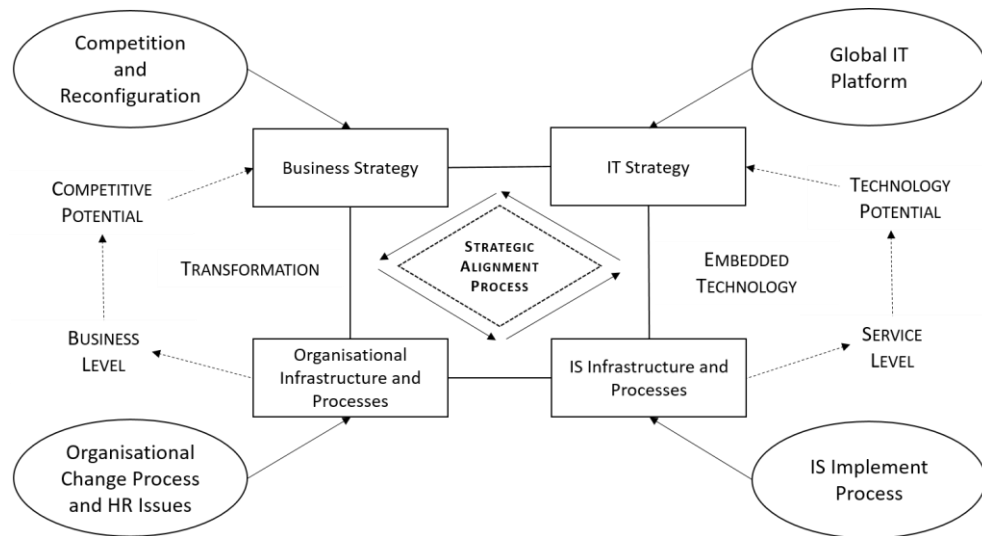 Competition
and
Reconfiguration
Global IT
Platform
Business Strategy
IT Strategy
COMPETITIVE
POTENTIAL
TECHNOLOGY
POTENTIAL
STRATEGIC
ALIGNMENT
PROCESS
TRANSFORMATION
EMBEDDED
TECHNOLOGY
BUSINESS
LEVEL
SERVICE
LEVEL
Organisational
Infrastructure and
Processes
IS Infrastructure and
Processes
Organisational
Change Process
and HR Issues
IS Implement
Process